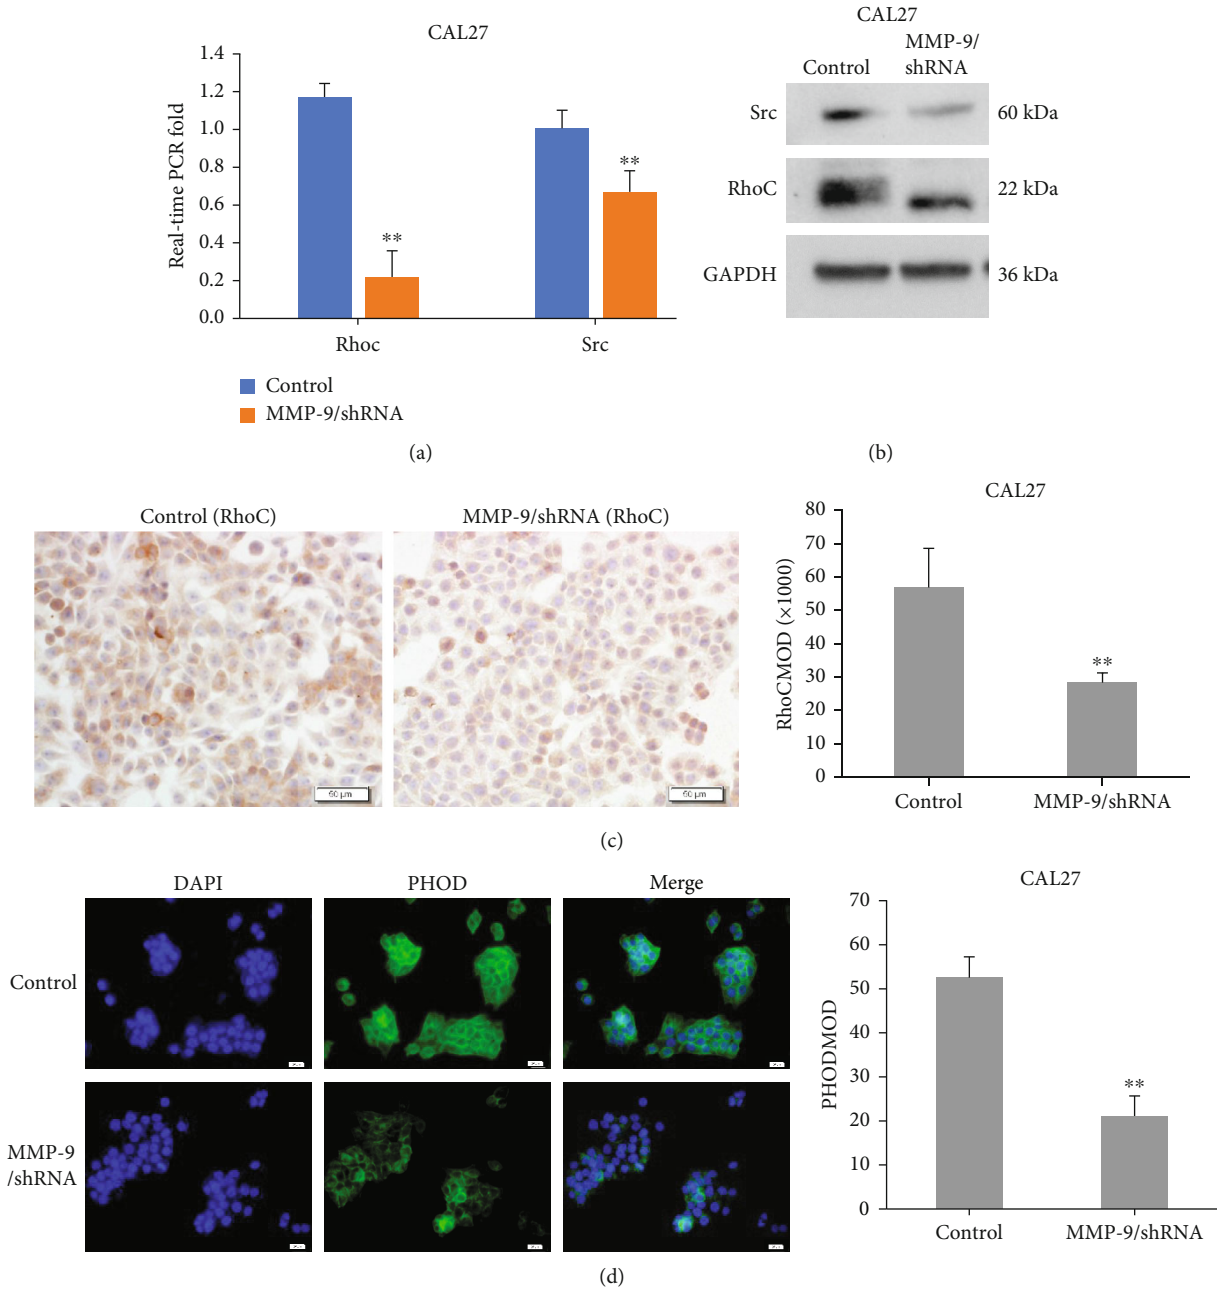 CAL27
1.4
1.2
1.0
0.8
0.6
0.4
0.2
0.0
Real-time PCR fold
**
**
Rhoc
Src
Control
MMP-9/shRNA
(a)
CAL27
Control
MMP-9/
shRNA
Src
60 kDa
RhoC
22 kDa
GAPDH
36 kDa
(b)
Control (RhoC)
MMP-9/shRNA (RhoC)
50 µm
50 µm
CAL27
80
70
60
50
40
30
20
10
0
RhoCMOD (×1000)
**
Control
MMP-9/shRNA
(c)
DAPI
PHOD
Merge
Control
MMP-9
/shRNA
CAL27
70
60
50
40
30
20
10
0
PHODMOD
**
Control
MMP-9/shRNA
(d)